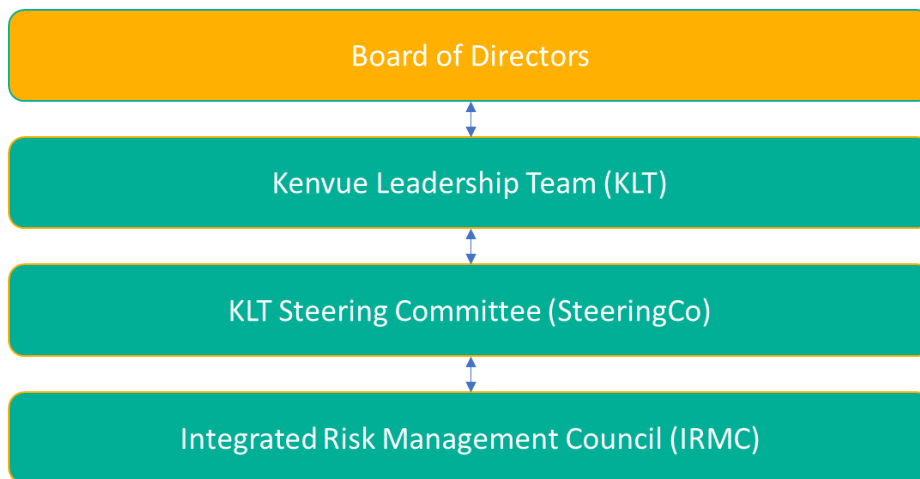 Board of Directors
Kenvue Leadership Team (KLT)
KLT Steering Committee (SteeringCo)
Integrated Risk Management Council (IRMC)